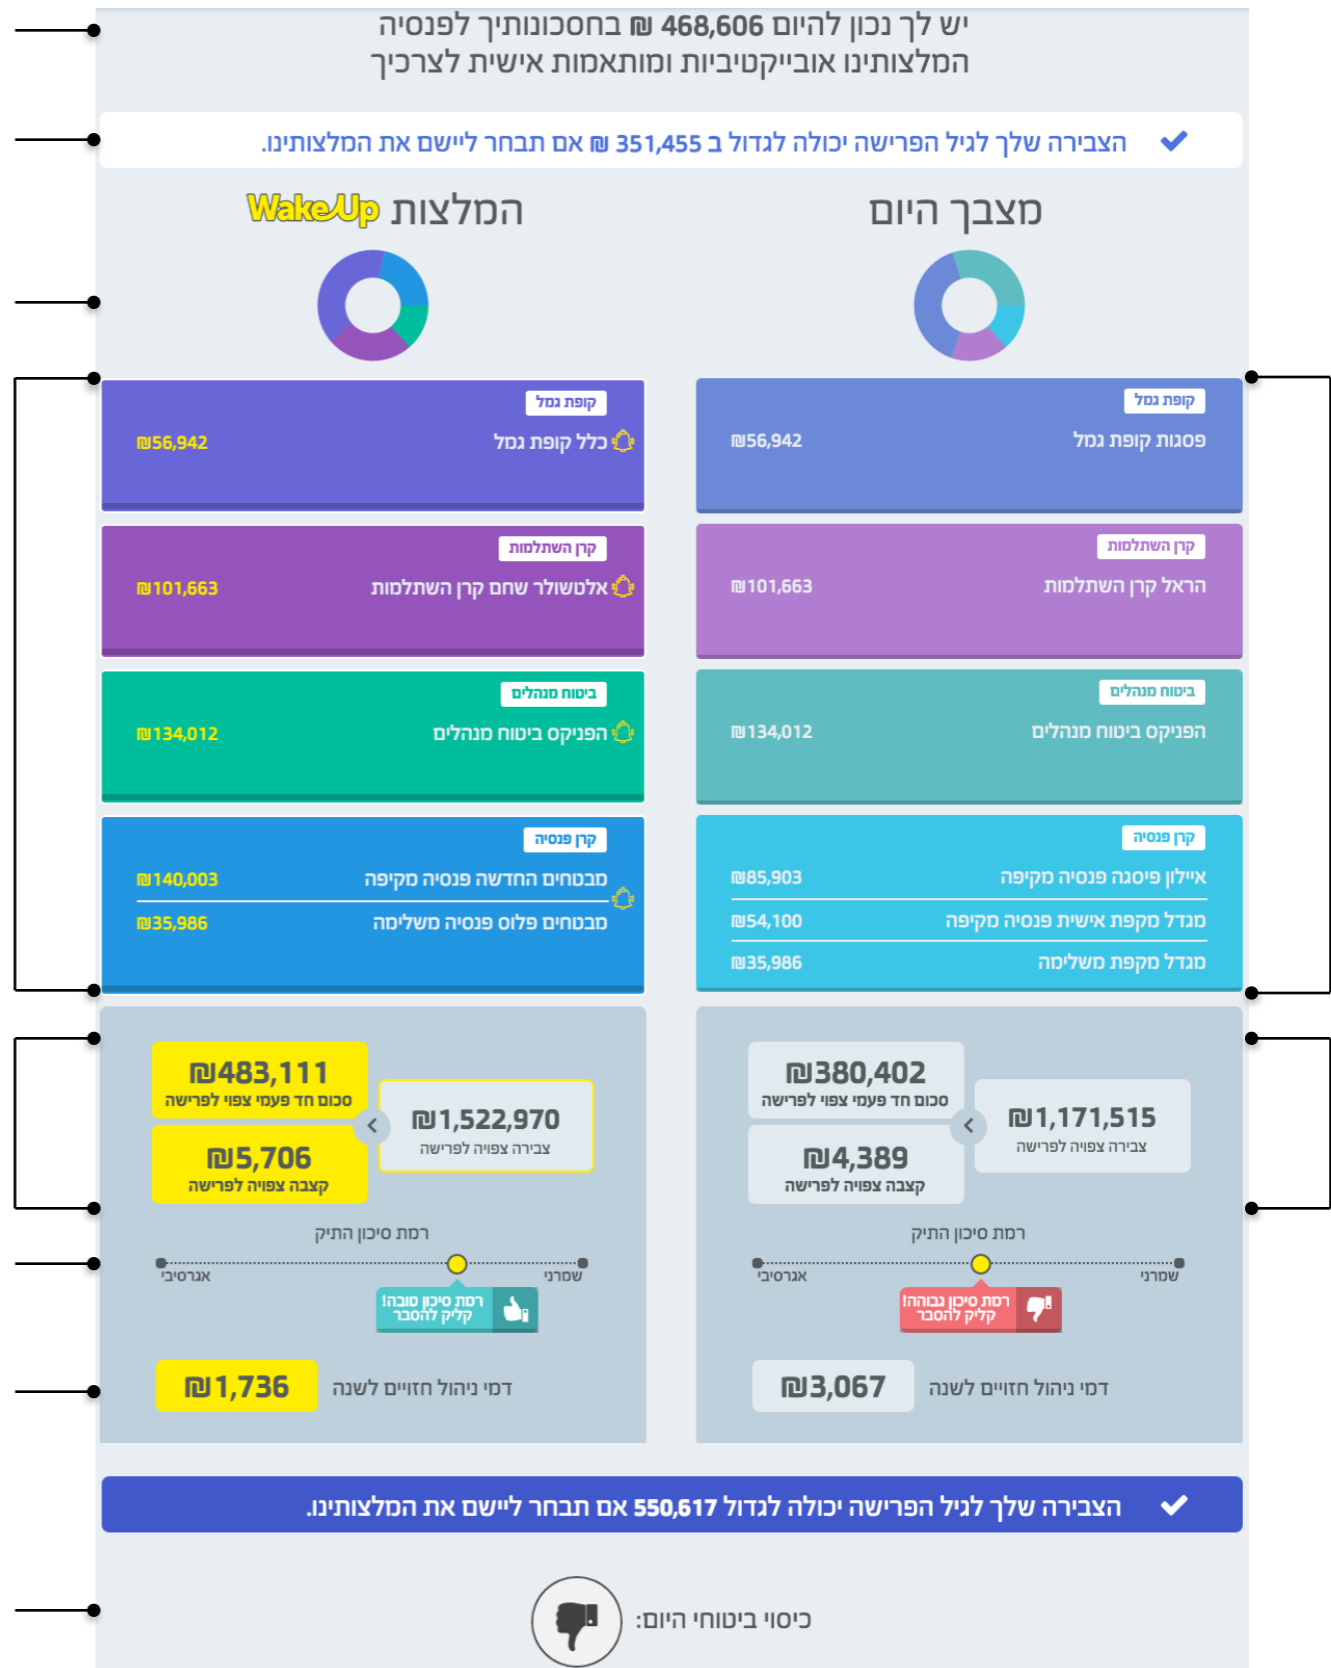 יש לך נכון להיום 468,606 ₪ בחסכונותיך לפנסיה
המלצותינו אובייקטיביות ומותאמות אישית לצרכיך
הצבירה שלך לגיל הפרישה יכולה לגדול ב 351,455 ₪ אם תבחר ליישם את המלצותינו.
מצבך היום
קופת גמל
פסגות קופת גמל ₪56,942
קרן השתלמות
הראל קרן השתלמות ₪101,663
ביטוח מנהלים
הפניקס ביטוח מנהלים ₪134,012
קרן פנסיה
איילון פיסגה פנסיה מקיפה ₪85,903
מגדל מקפת אישית פנסיה מקיפה ₪54,100
מגדל מקפת משלימה ₪35,986
₪1,171,515
צבירה צפויה לפרישה
₪380,402
סכום חד פעמי צפוי לפרישה
₪4,389
קצבה צפויה לפרישה
רמת סיכון התיק
שמרני
אגרסיבי
רמת סיכון גבוהה!
קליק להסבר
דמי ניהול חזויים לשנה ₪3,067
המלצות WakeUp
קופת גמל
כלל קופת גמל ₪56,942
קרן השתלמות
אלטשולר שחם קרן השתלמות ₪101,663
ביטוח מנהלים
הפניקס ביטוח מנהלים ₪134,012
קרן פנסיה
מבטחים החדשה פנסיה מקיפה ₪140,003
מבטחים פלוס פנסיה משלימה ₪35,986
₪1,522,970
צבירה צפויה לפרישה
₪483,111
סכום חד פעמי צפוי לפרישה
₪5,706
קצבה צפויה לפרישה
רמת סיכון התיק
שמרני
אגרסיבי
רמת סיכון טובה!
קליק להסבר
דמי ניהול חזויים לשנה ₪1,736
הצבירה שלך לגיל הפרישה יכולה לגדול 550,617 אם תבחר ליישם את המלצותינו.
כיסוי ביטוחי היום: